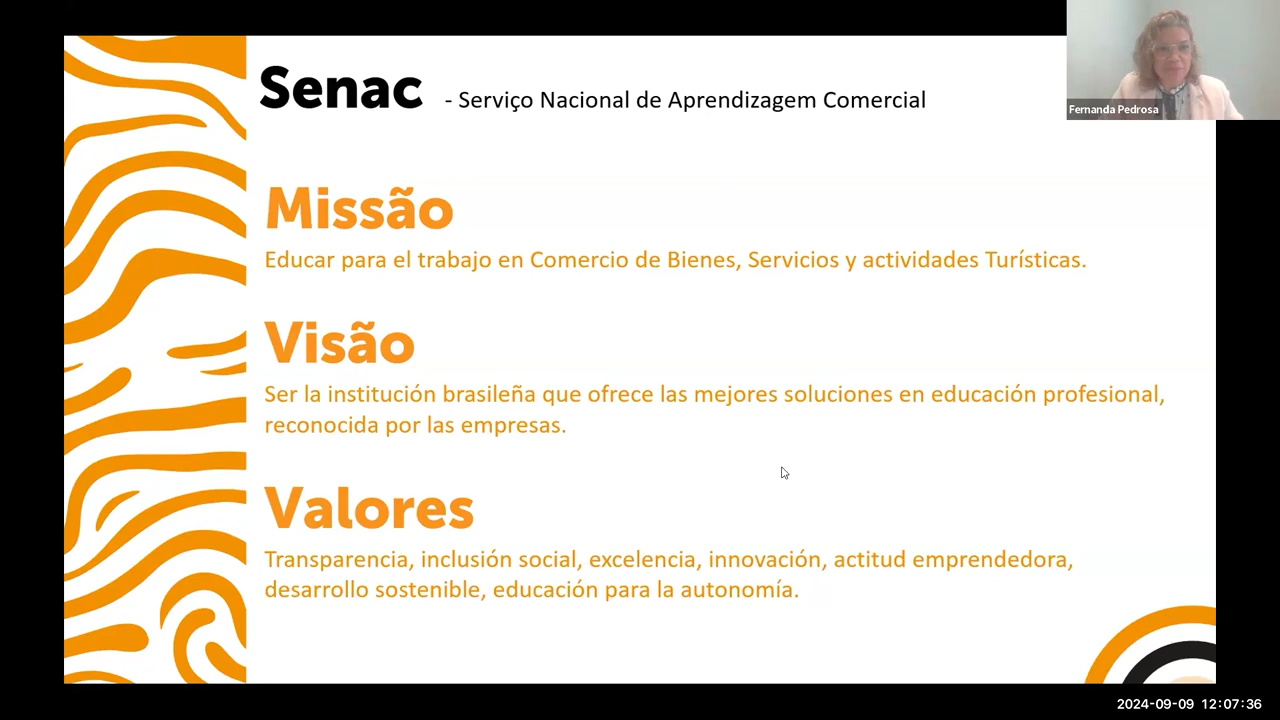 Senac - Serviço Nacional de Aprendizagem Comercial
Fernanda Pedrosa
Missão
Educar para el trabajo en Comercio de Bienes, Servicios y actividades Turísticas.
Visão
Ser la institución brasileña que ofrece las mejores soluciones en educación profesional,
reconocida por las empresas.
Valores
Transparencia, inclusión social, excelencia, innovación, actitud emprendedora,
desarrollo sostenible, educación para la autonomía.
2024-09-09 12:07:36